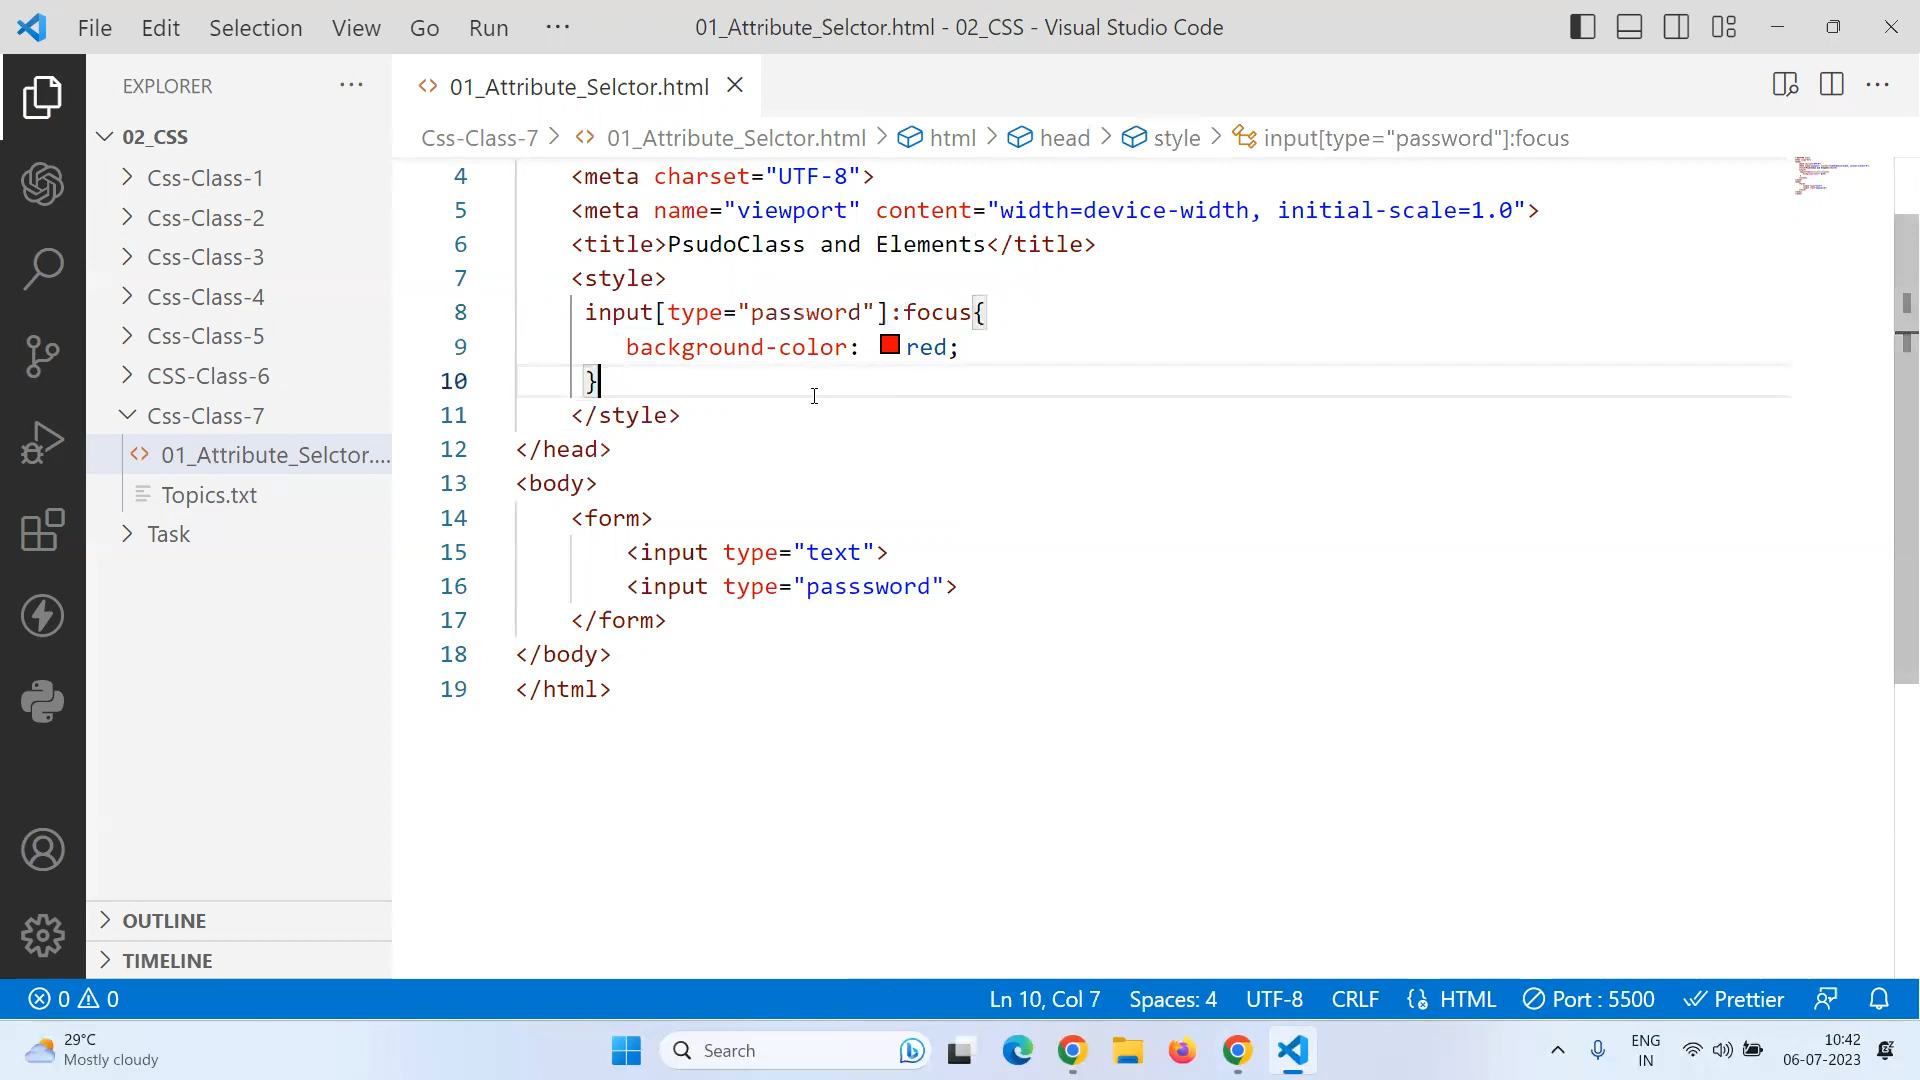 File Edit Selection View Go Run ··· 01_Attribute_Selctor.html - 02_CSS - Visual Studio Code
EXPLORER ···
02_CSS
Css-Class-1
Css-Class-2
Css-Class-3
Css-Class-4
Css-Class-5
CSS-Class-6
Css-Class-7
01_Attribute_Selctor....
Topics.txt
Task
OUTLINE
TIMELINE
01_Attribute_Selctor.html
Css-Class-7 > 01_Attribute_Selctor.html > html > head > style > input[type="password"]:focus
4 <meta charset="UTF-8">
5 <meta name="viewport" content="width=device-width, initial-scale=1.0">
6 <title>PsudoClass and Elements</title>
7 <style>
8 input[type="password"]:focus{
9 background-color: red;
10 }
11 </style>
12 </head>
13 <body>
14 <form>
15 <input type="text">
16 <input type="passsword">
17 </form>
18 </body>
19 </html>
0 0 Ln 10, Col 7 Spaces: 4 UTF-8 CRLF HTML Port : 5500 Prettier
29°C
Mostly cloudy
Search
ENG
IN
10:42
06-07-2023